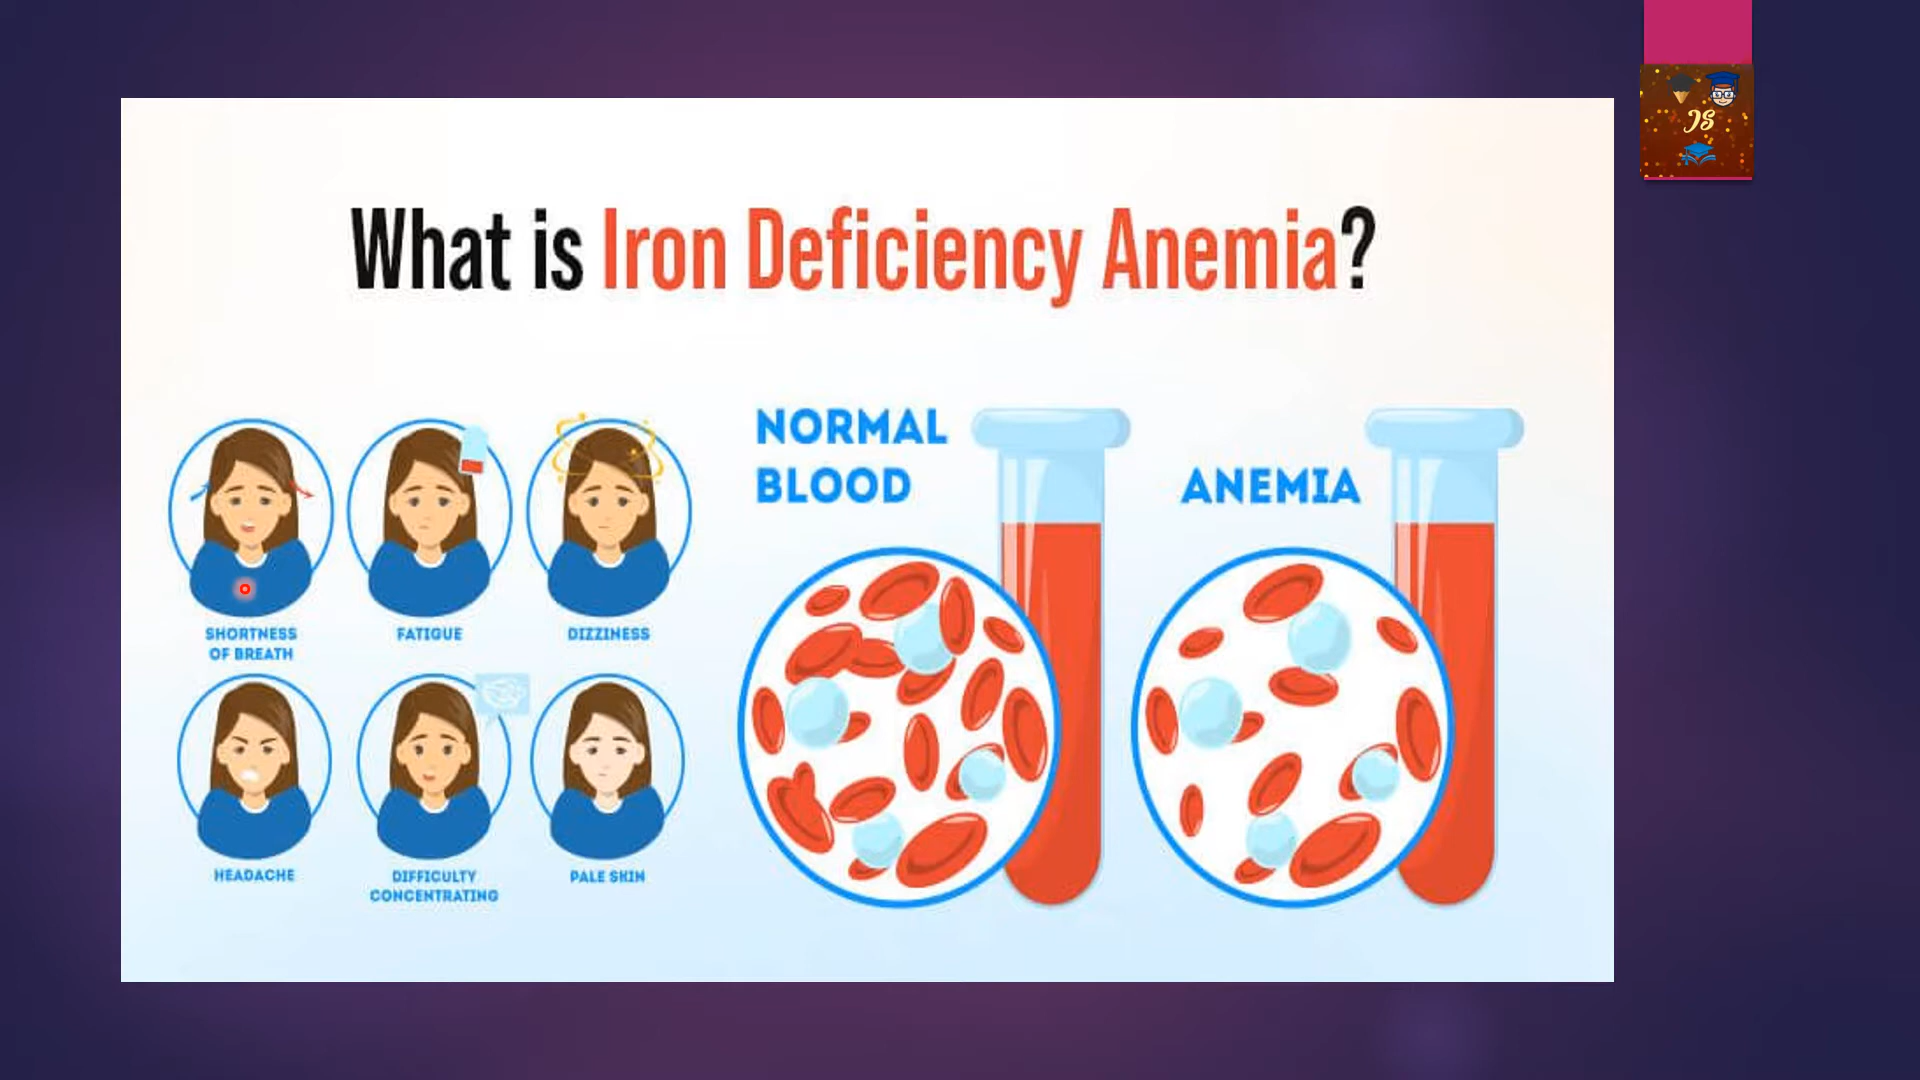 What is Iron Deficiency Anemia?
NORMAL
BLOOD
ANEMIA
SHORTNESS
OF BREATH
FATIGUE
DIZZINESS
HEADACHE
DIFFICULTY
CONCENTRATING
PALE SKIN
JS